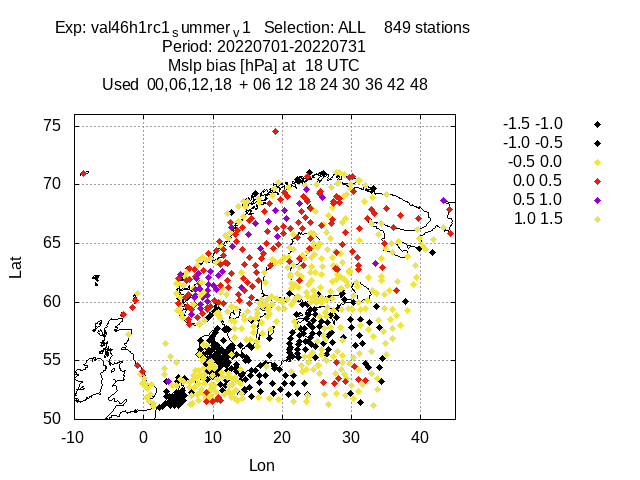 Exp: val46h1rc1summerv1 Selection: ALL 849 stations
Period: 20220701-20220731
Mslp bias [hPa] at 18 UTC
Used 00,06,12,18 + 06 12 18 24 30 36 42 48
75
70
65
60
55
50
-10 0 10 20 30 40
Lat
Lon
-1.5 -1.0
-1.0 -0.5
-0.5 0.0
0.0 0.5
0.5 1.0
1.0 1.5